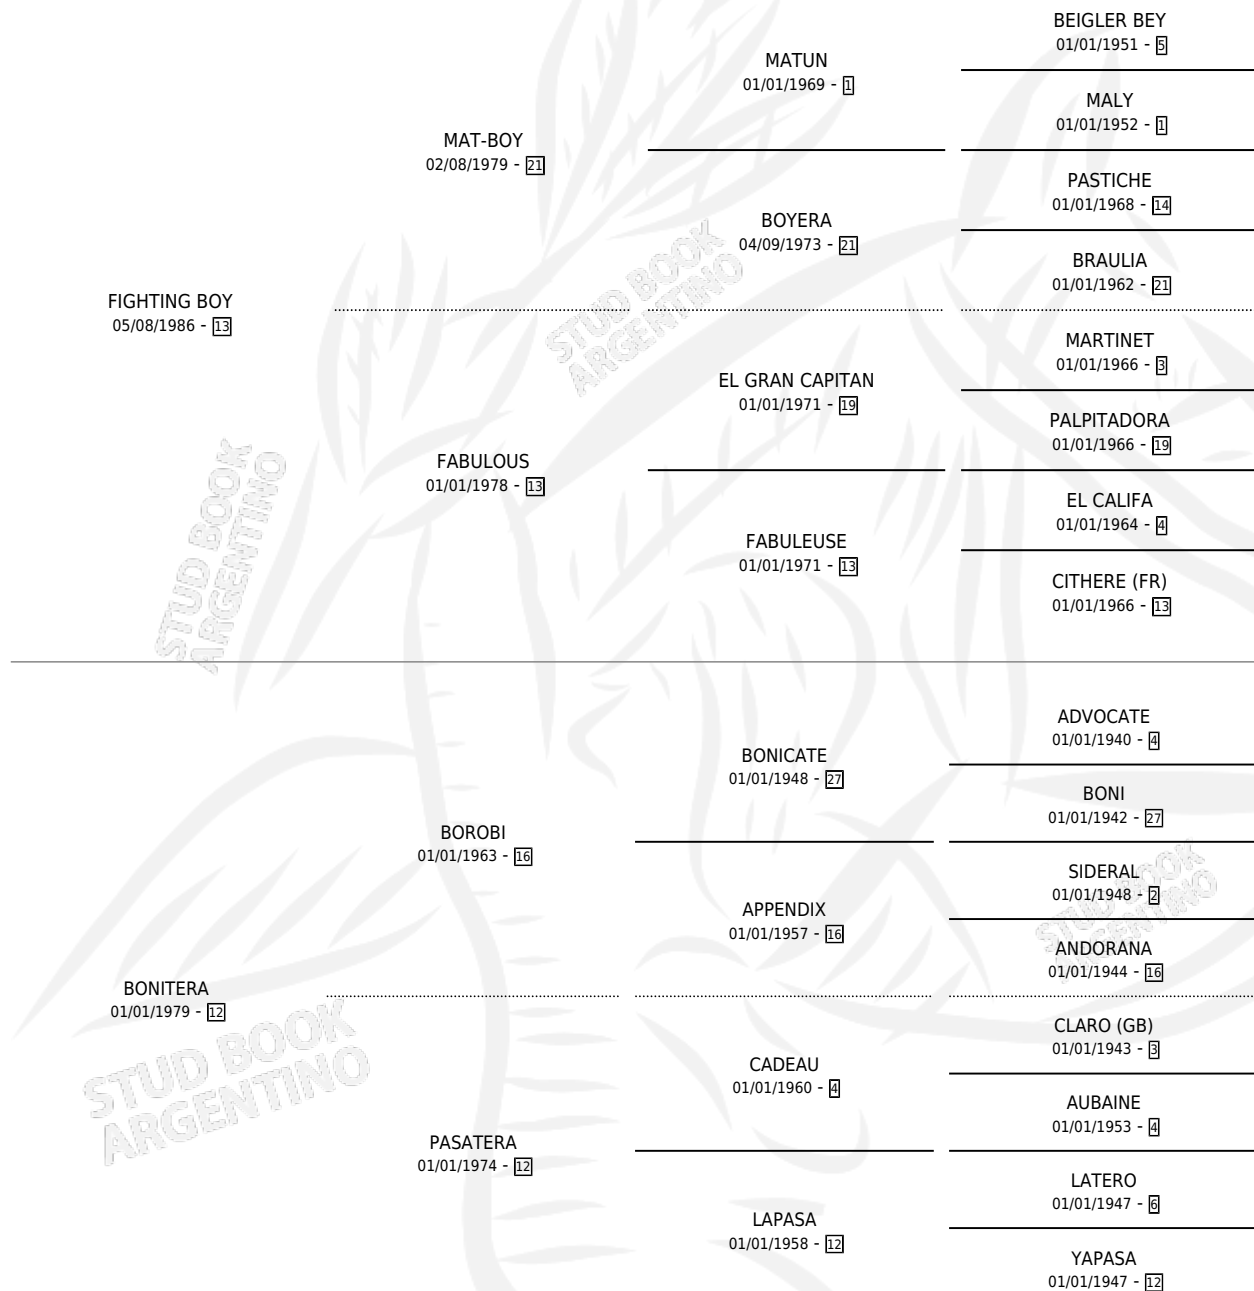 BEIGLER BEY
01/01/1951 - 5
MATUN
01/01/1969 - 1
MALY
01/01/1952 - 1
MAT-BOY
02/08/1979 - 21
PASTICHE
01/01/1968 - 14
BOYERA
04/09/1973 - 21
BRAULIA
01/01/1962 - 21
FIGHTING BOY
05/08/1986 - 13
STUD BOOK
ARGENTINO
MARTINET
01/01/1966 - 3
EL GRAN CAPITAN
01/01/1971 - 19
PALPITADORA
01/01/1966 - 19
FABULOUS
01/01/1978 - 13
EL CALIFA
01/01/1964 - 4
FABULEUSE
01/01/1971 - 13
CITHERE (FR)
01/01/1966 - 13
STUD BOOK
ARGENTINO
ADVOCATE
01/01/1940 - 4
BONICATE
01/01/1948 - 27
BONI
01/01/1942 - 27
BOROBI
01/01/1963 - 16
SIDERAL
01/01/1948 - 2
APPENDIX
01/01/1957 - 16
STUD BOOK
ARGENTINO
ANDORANA
01/01/1944 - 16
BONITERA
01/01/1979 - 12
CLARO (GB)
01/01/1943 - 3
CADEAU
01/01/1960 - 4
STUD BOOK
ARGENTINO
AUBAINE
01/01/1953 - 4
PASATERA
01/01/1974 - 12
LATERO
01/01/1947 - 6
LAPASA
01/01/1958 - 12
YAPASA
01/01/1947 - 12